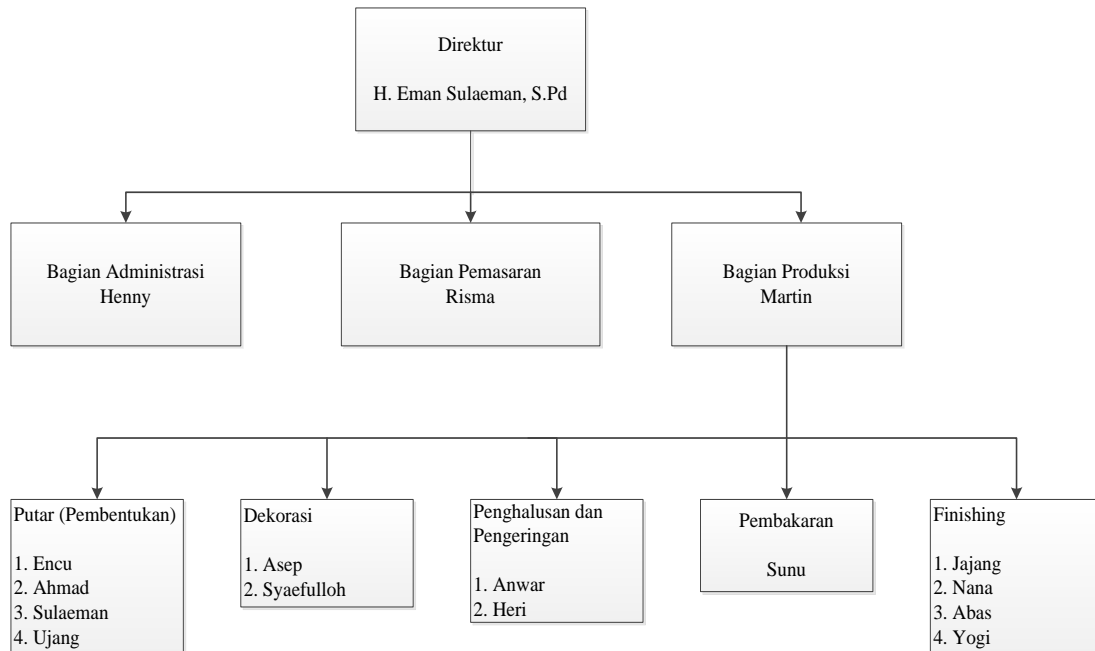 Direktur
H. Eman Sulaeman, S.Pd
Bagian Administrasi
Henny
Bagian Pemasaran
Risma
Bagian Produksi
Martin
Putar (Pembentukan)
1. Encu
2. Ahmad
3. Sulaeman
4. Ujang
Dekorasi
1. Asep
2. Syaefulloh
Penghalusan dan
Pengeringan
1. Anwar
2. Heri
Pembakaran
Sunu
Finishing
1. Jajang
2. Nana
3. Abas
4. Yogi